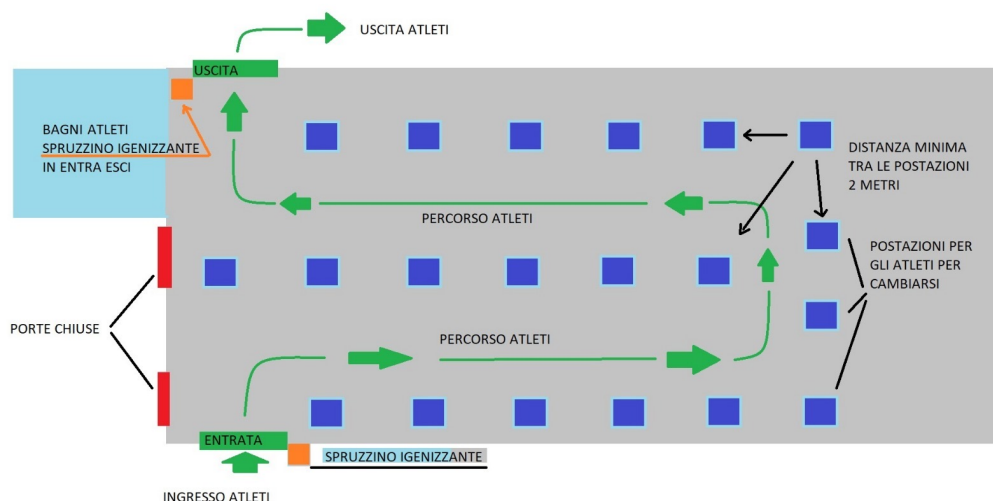 USCITA ATLETI
USCITA
BAGNI ATLETI
SPRUZZINO IGENIZZANTE
IN ENTRA ESCI
DISTANZA MINIMA
TRA LE POSTAZIONI
2 METRI
PERCORSO ATLETI
POSTAZIONI PER
GLI ATLETI PER
CAMBIARSI
PORTE CHIUSE
PERCORSO ATLETI
ENTRATA
SPRUZZINO IGENIZZANTE
INGRESSO ATLETI